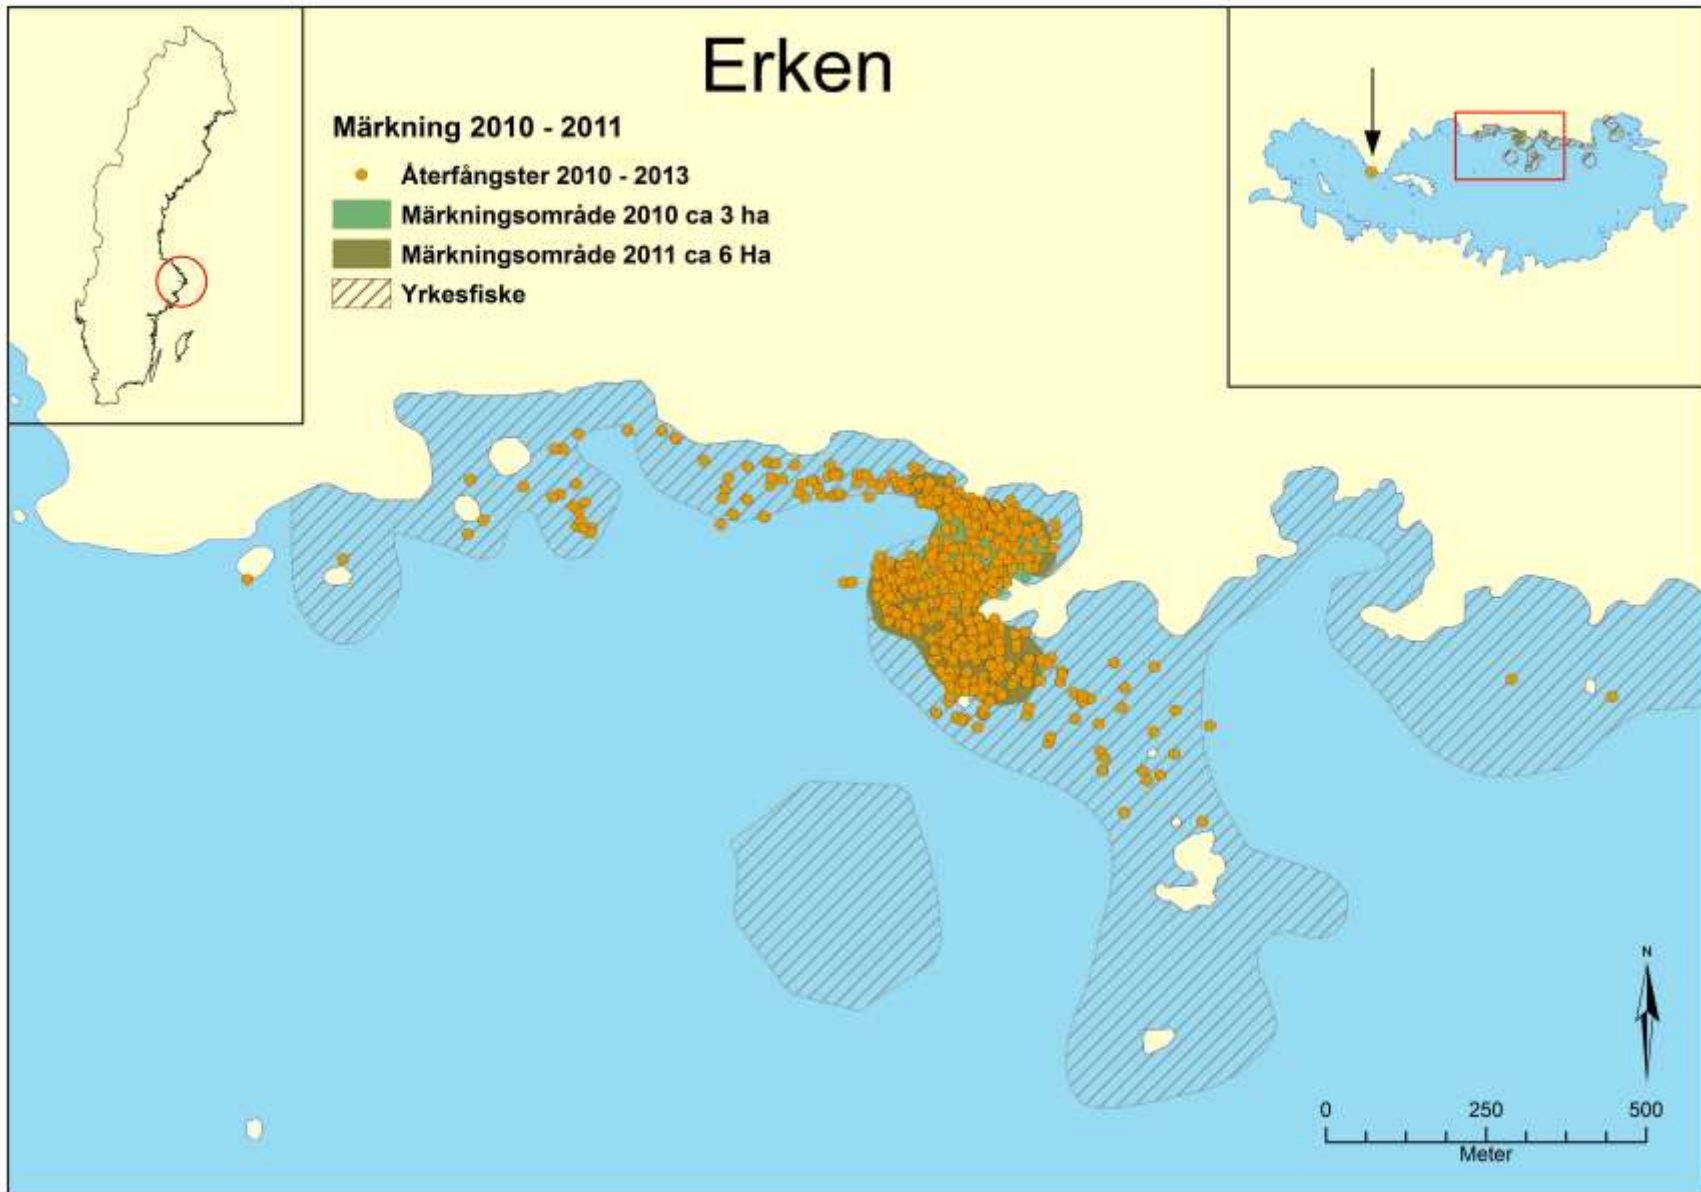 Erken
Märkning 2010 - 2011
Återfångster 2010 - 2013
Märkningsområde 2010 ca 3 ha
Märkningsområde 2011 ca 6 Ha
Yrkesfiske
N
0 250 500
Meter